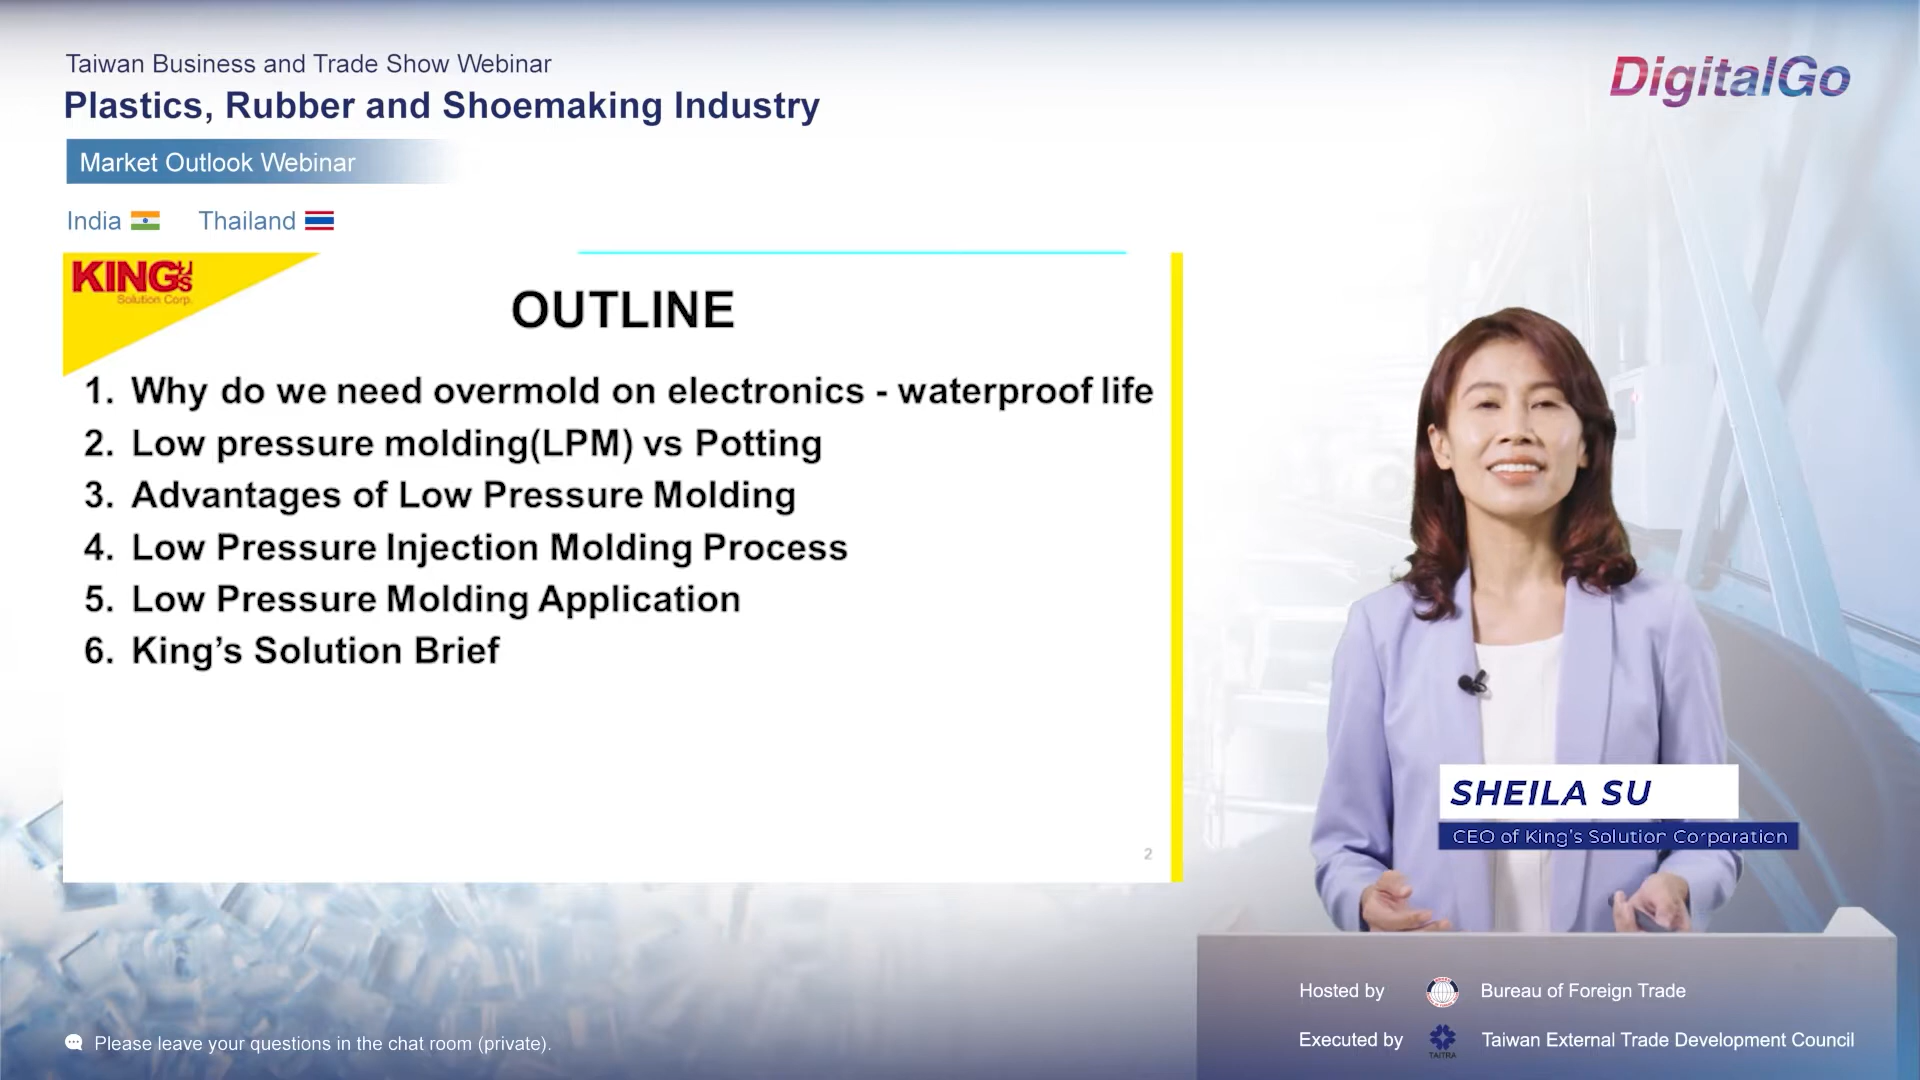 Taiwan Business and Trade Show Webinar
DigitalGo
Plastics, Rubber and Shoemaking Industry
Market Outlook Webinar
India Thailand
KING'S
Solution Corp.
OUTLINE
1. Why do we need overmold on electronics - waterproof life
2. Low pressure molding(LPM) vs Potting
3. Advantages of Low Pressure Molding
4. Low Pressure Injection Molding Process
5. Low Pressure Molding Application
6. King’s Solution Brief
2
SHEILA SU
CEO of King's Solution Corporation
Hosted by Bureau of Foreign Trade
Executed by TAITRA Taiwan External Trade Development Council
Please leave your questions in the chat room (private).